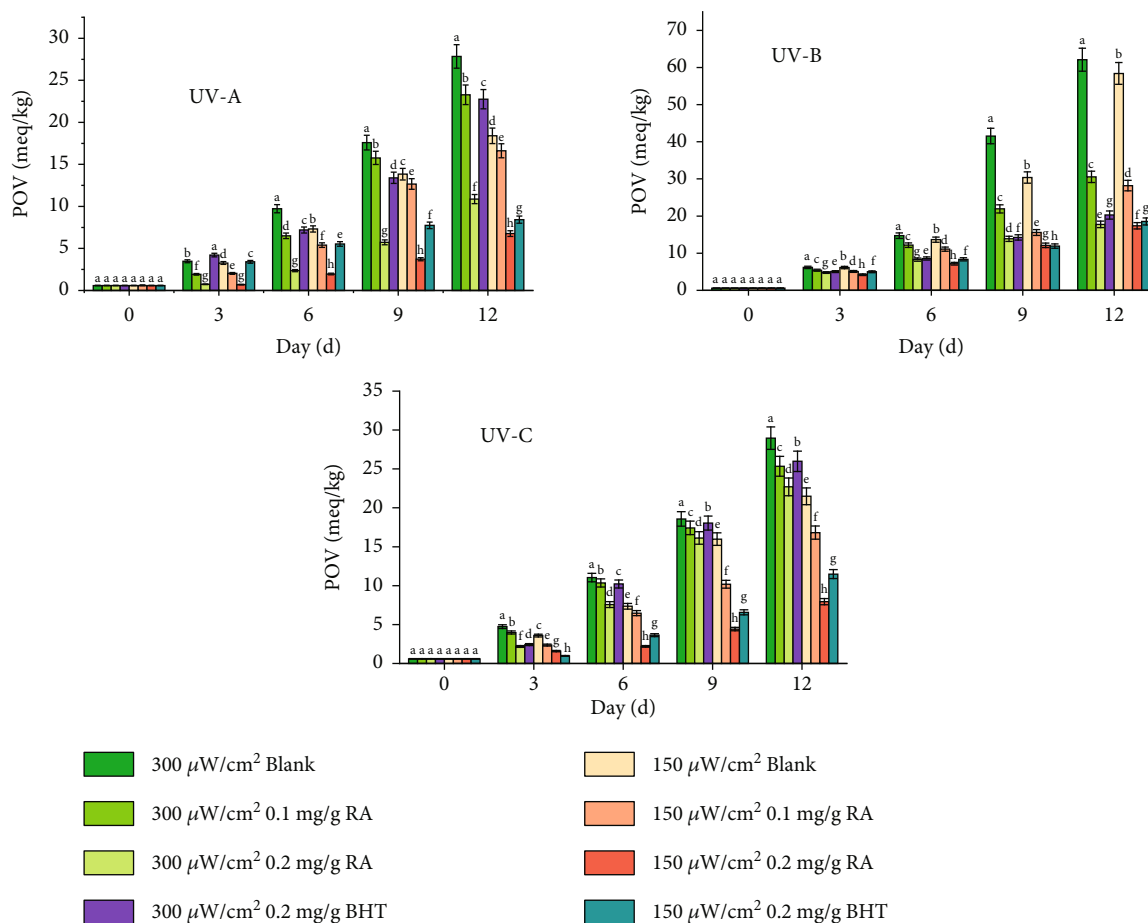 UV-A
POV (meq/kg)
30
25
20
15
10
5
0
a a a a a a a a
b f g a d e g c
a d g c b f h e
a b g d c e h f
a b f c d e h g
0 3 6 9 12
Day (d)
UV-B
POV (meq/kg)
70
60
50
40
30
20
10
0
a a a a a a a a
a c g e b d h f
a c g e b d h f
a c d f b e g h
a c e g b d f g
0 3 6 9 12
Day (d)
UV-C
POV (meq/kg)
35
30
25
20
15
10
5
0
a a a a a a a a
a b f d c e g h
a b d c e f h g
a c d b e f h g
a c d b e f h g
0 3 6 9 12
Day (d)
300 μW/cm² Blank
300 μW/cm² 0.1 mg/g RA
300 μW/cm² 0.2 mg/g RA
300 μW/cm² 0.2 mg/g BHT
150 μW/cm² Blank
150 μW/cm² 0.1 mg/g RA
150 μW/cm² 0.2 mg/g RA
150 μW/cm² 0.2 mg/g BHT